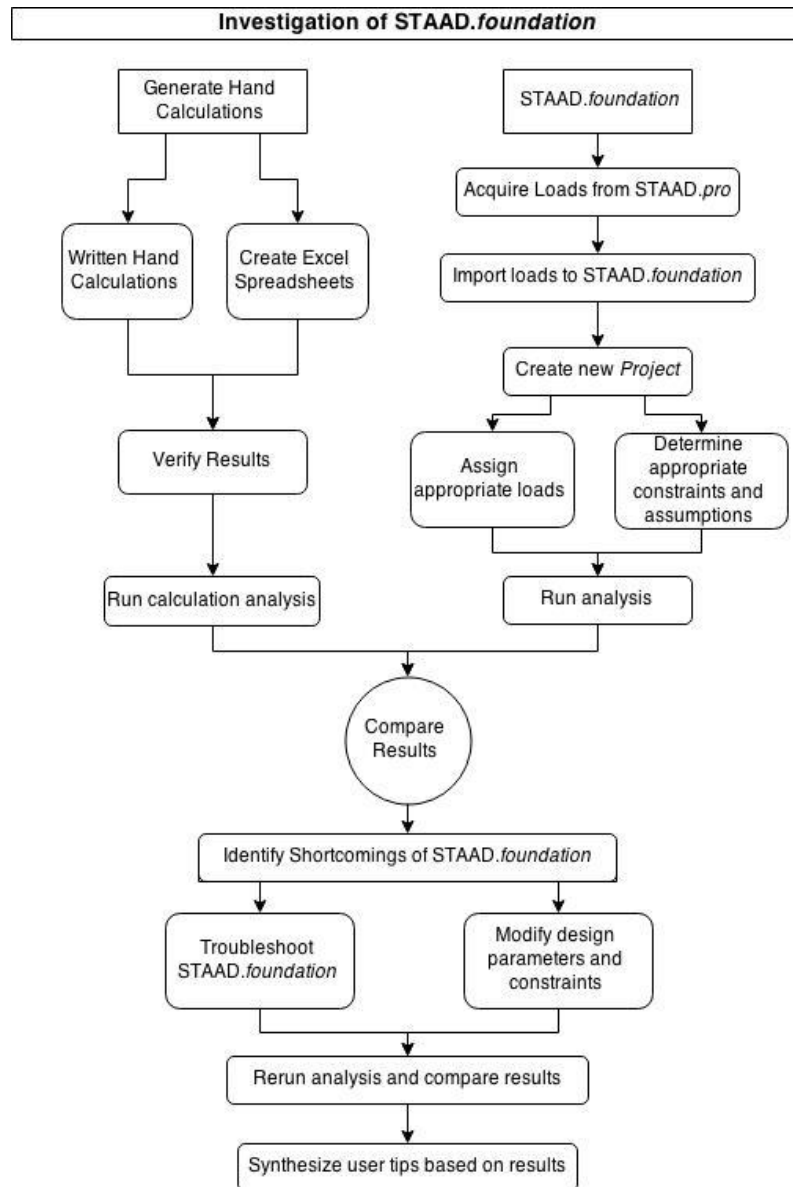 Investigation of STAAD.foundation
Generate Hand
Calculations
STAAD.foundation
Acquire Loads from STAAD.pro
Written Hand
Calculations
Create Excel
Spreadsheets
Import loads to STAAD.foundation
Create new Project
Verify Results
Assign
appropriate loads
Determine
appropriate
constraints and
assumptions
Run calculation analysis
Run analysis
Compare
Results
Identify Shortcomings of STAAD.foundation
Troubleshoot
STAAD.foundation
Modify design
parameters and
constraints
Rerun analysis and compare results
Synthesize user tips based on results